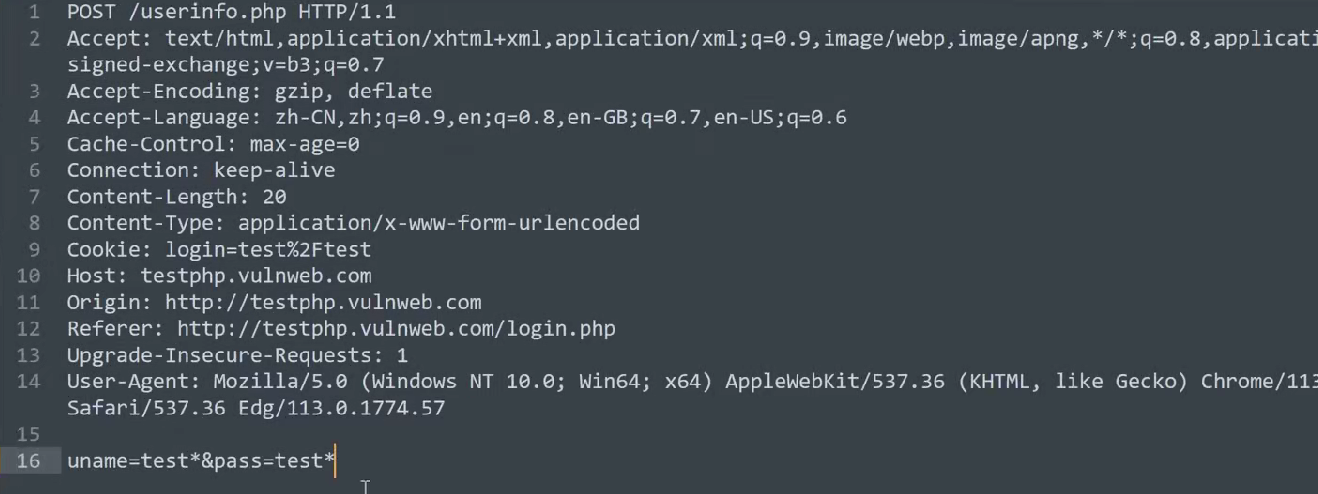 1 POST /userinfo.php HTTP/1.1
2 Accept: text/html,application/xhtml+xml,application/xml;q=0.9,image/webp,image/apng,*/*;q=0.8,applicati
signed-exchange;v=b3;q=0.7
3 Accept-Encoding: gzip, deflate
4 Accept-Language: zh-CN,zh;q=0.9,en;q=0.8,en-GB;q=0.7,en-US;q=0.6
5 Cache-Control: max-age=0
6 Connection: keep-alive
7 Content-Length: 20
8 Content-Type: application/x-www-form-urlencoded
9 Cookie: login=test%2Ftest
10 Host: testphp.vulnweb.com
11 Origin: http://testphp.vulnweb.com
12 Referer: http://testphp.vulnweb.com/login.php
13 Upgrade-Insecure-Requests: 1
14 User-Agent: Mozilla/5.0 (Windows NT 10.0; Win64; x64) AppleWebKit/537.36 (KHTML, like Gecko) Chrome/113
Safari/537.36 Edg/113.0.1774.57
15
16 uname=test*&pass=test*